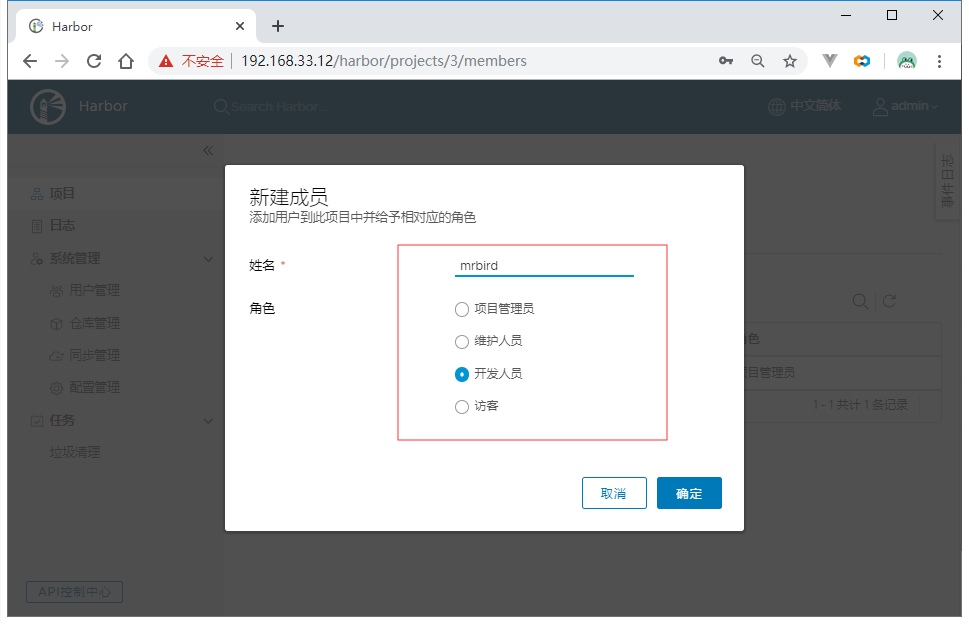 Harbor
不安全 192.168.33.12/harbor/projects/3/members
Harbor
Search Harbor...
中文简体
admin
项目
日志
系统管理
用户管理
仓库管理
同步管理
配置管理
任务
垃圾清理
API控制中心
事件日志
新建成员
添加用户到此项目中并给予相对应的角色
姓名 *
mrbird
角色
项目管理员
维护人员
开发人员
访客
取消
确定
色
目管理员
1 - 1 共计 1 条记录